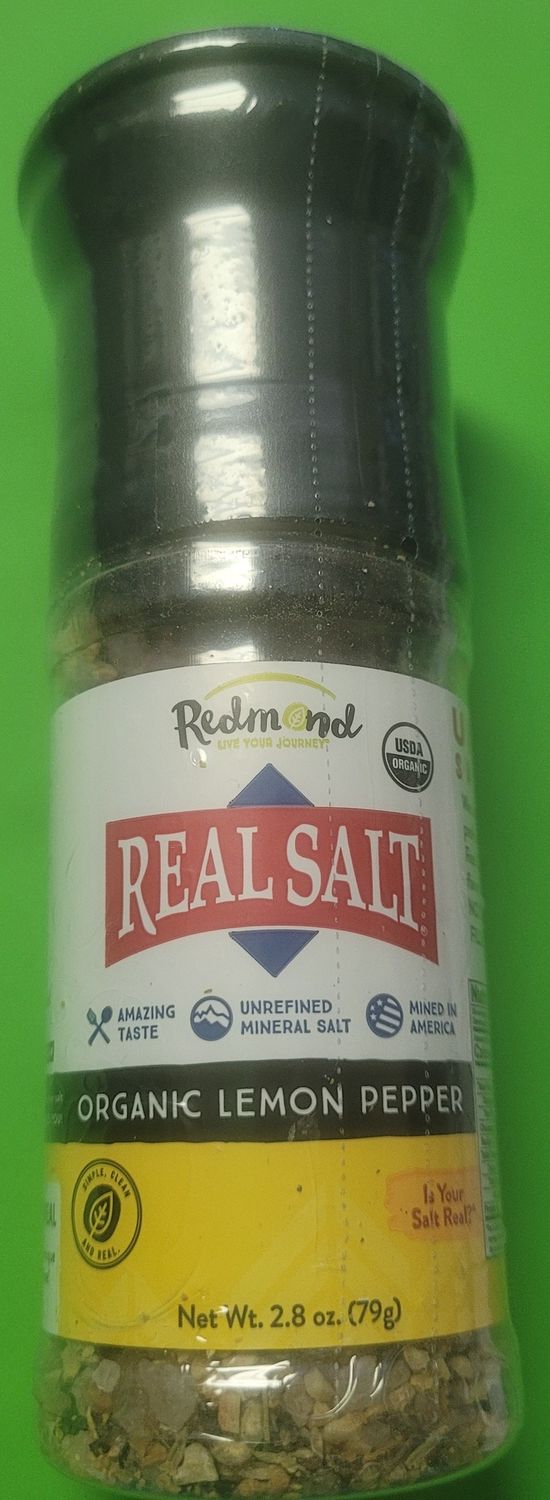 Redmond
LIVE YOUR JOURNEY
USDA
ORGANIC
REAL SALT
AMAZING
TASTE
UNREFINED
MINERAL SALT
MINED IN
AMERICA
ORGANIC LEMON PEPPER
SIMPLE, CLEAN
AND REAL.
Is Your
Salt Real?
Net Wt. 2.8 oz. (79g)